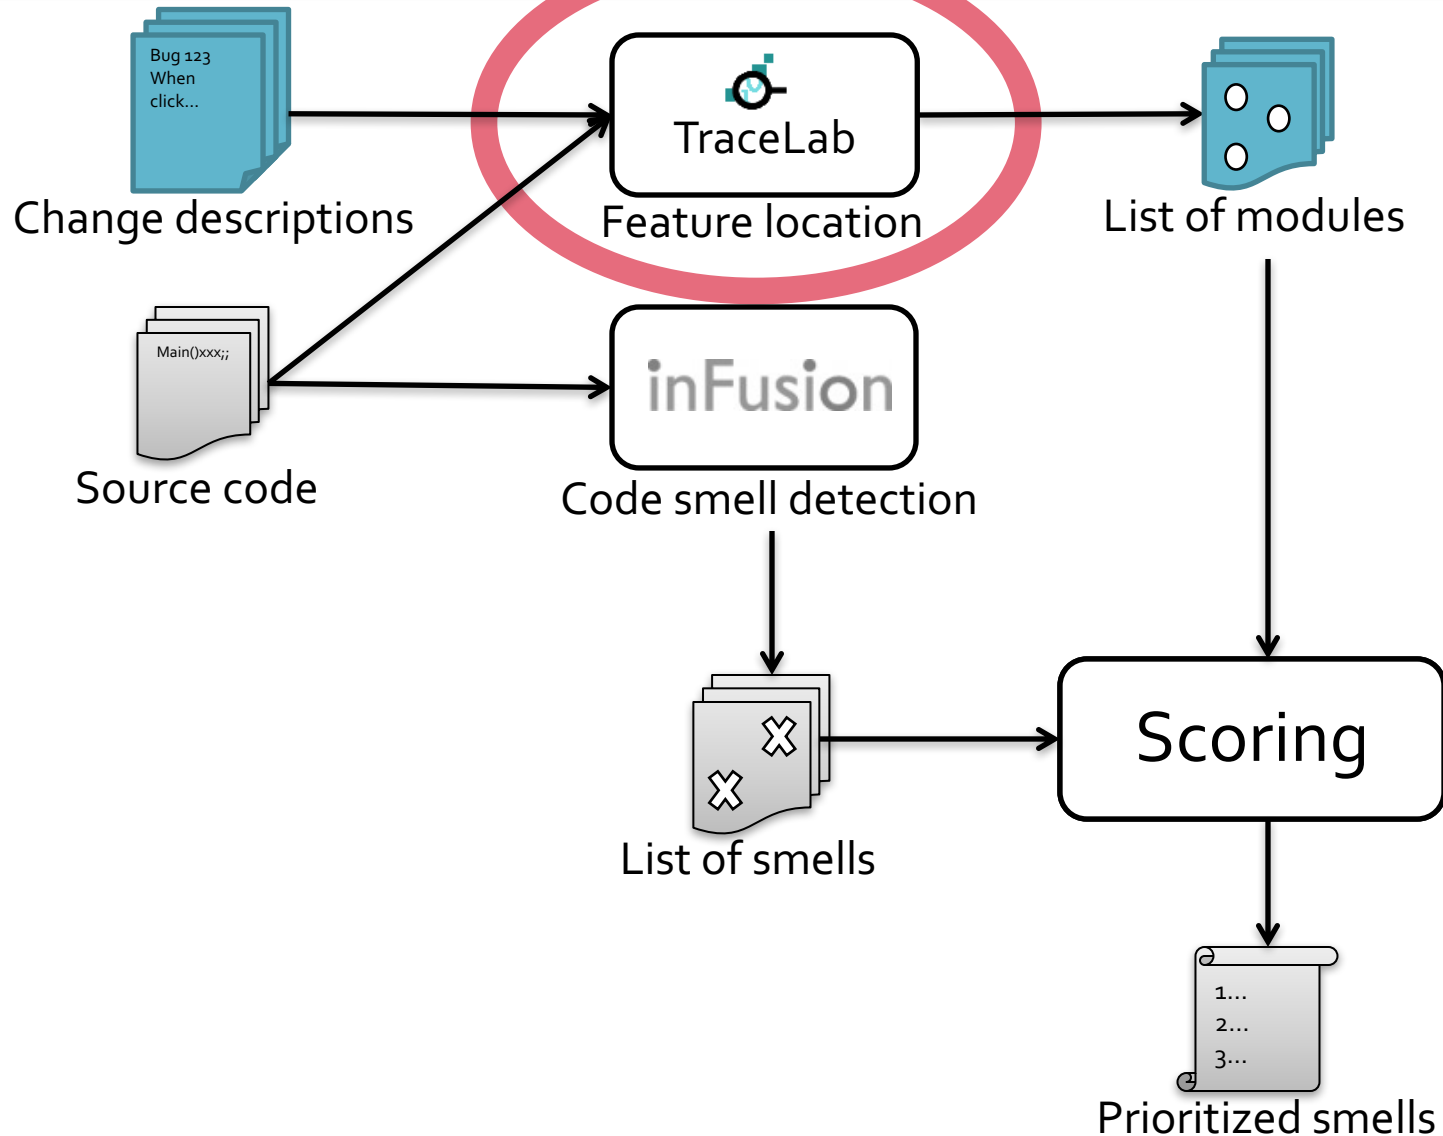 Bug 123
When
click...
TraceLab
Change descriptions
Feature location
List of modules
Main()xxx;;
inFusion
Source code
Code smell detection
Scoring
List of smells
1...
2...
3...
Prioritized smells